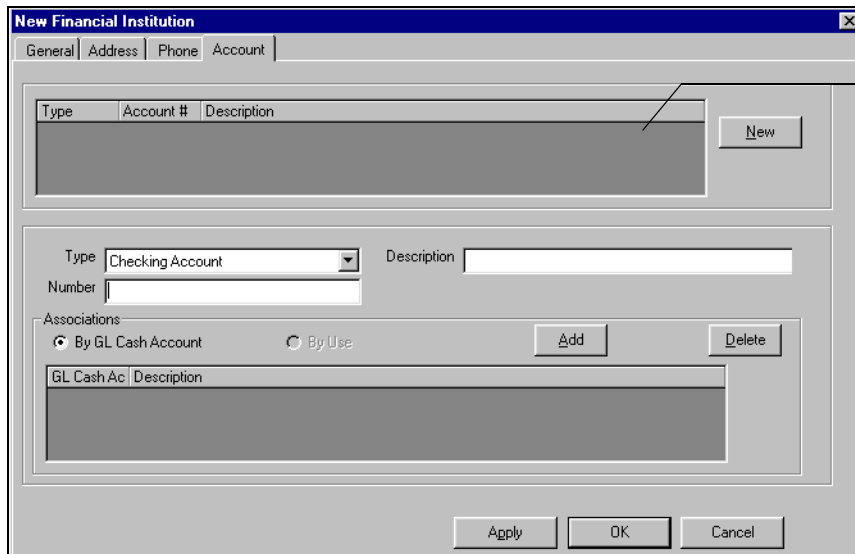 New Financial Institution
General Address Phone Account
Type Account # Description
New
Type Checking Account Description
Number
Associations
By GL Cash Account By Use Add Delete
GL Cash Ac Description
Apply OK Cancel